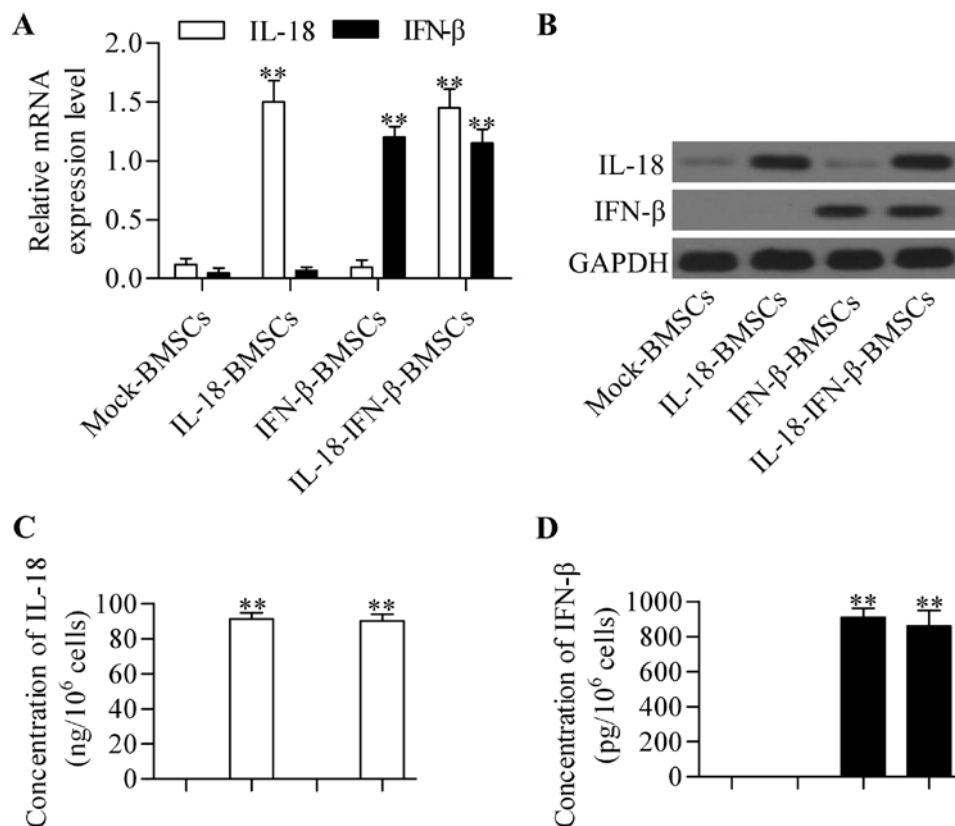 A
IL-18 IFN-β
Relative mRNA
expression level
2.0
1.5
1.0
0.5
0.0
** ** ** **
Mock-BMSCs
IL-18-BMSCs
IFN-β-BMSCs
IL-18-IFN-β-BMSCs
B
IL-18
IFN-β
GAPDH
Mock-BMSCs
IL-18-BMSCs
IFN-β-BMSCs
IL-18-IFN-β-BMSCs
C
Concentration of IL-18
(ng/10⁶ cells)
100
80
60
40
20
0
** **
D
Concentration of IFN-β
(pg/10⁶ cells)
1000
800
600
400
200
0
** **